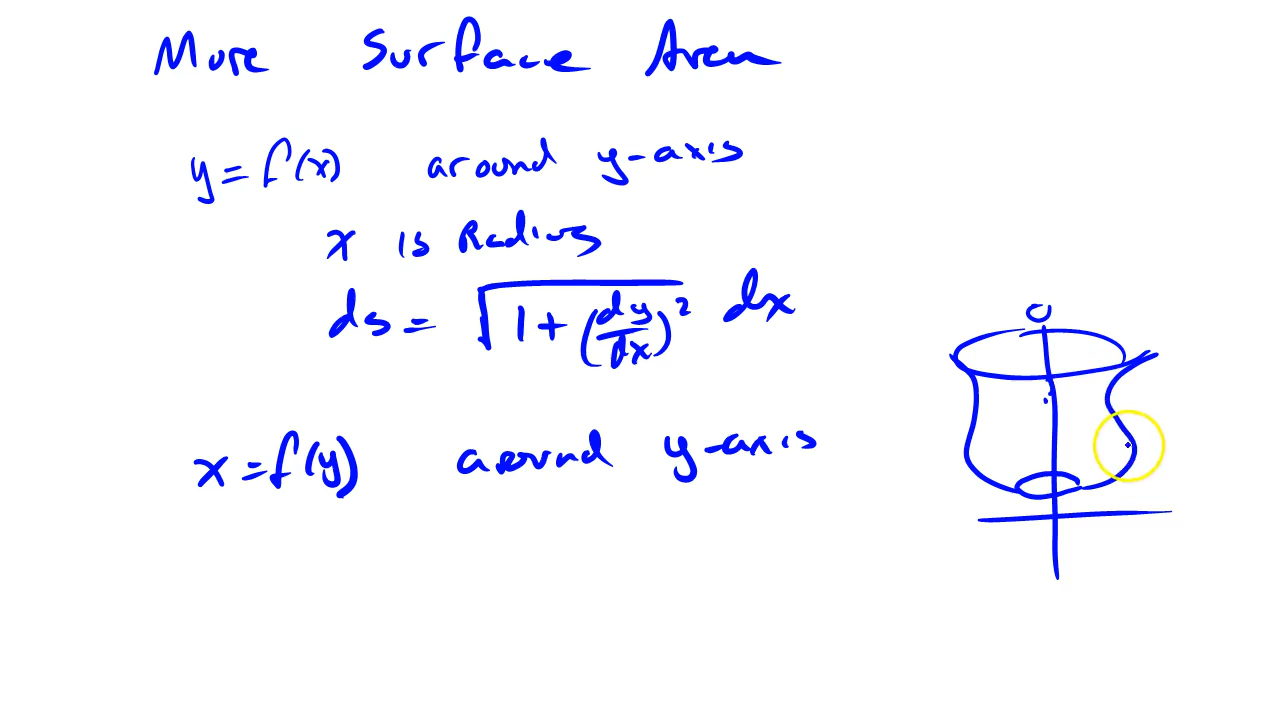 More Surface Area
y = f(x) around y-axis
x is Radius
ds = √(1 + (dy/dx)²) dx
x = f(y) around y-axis